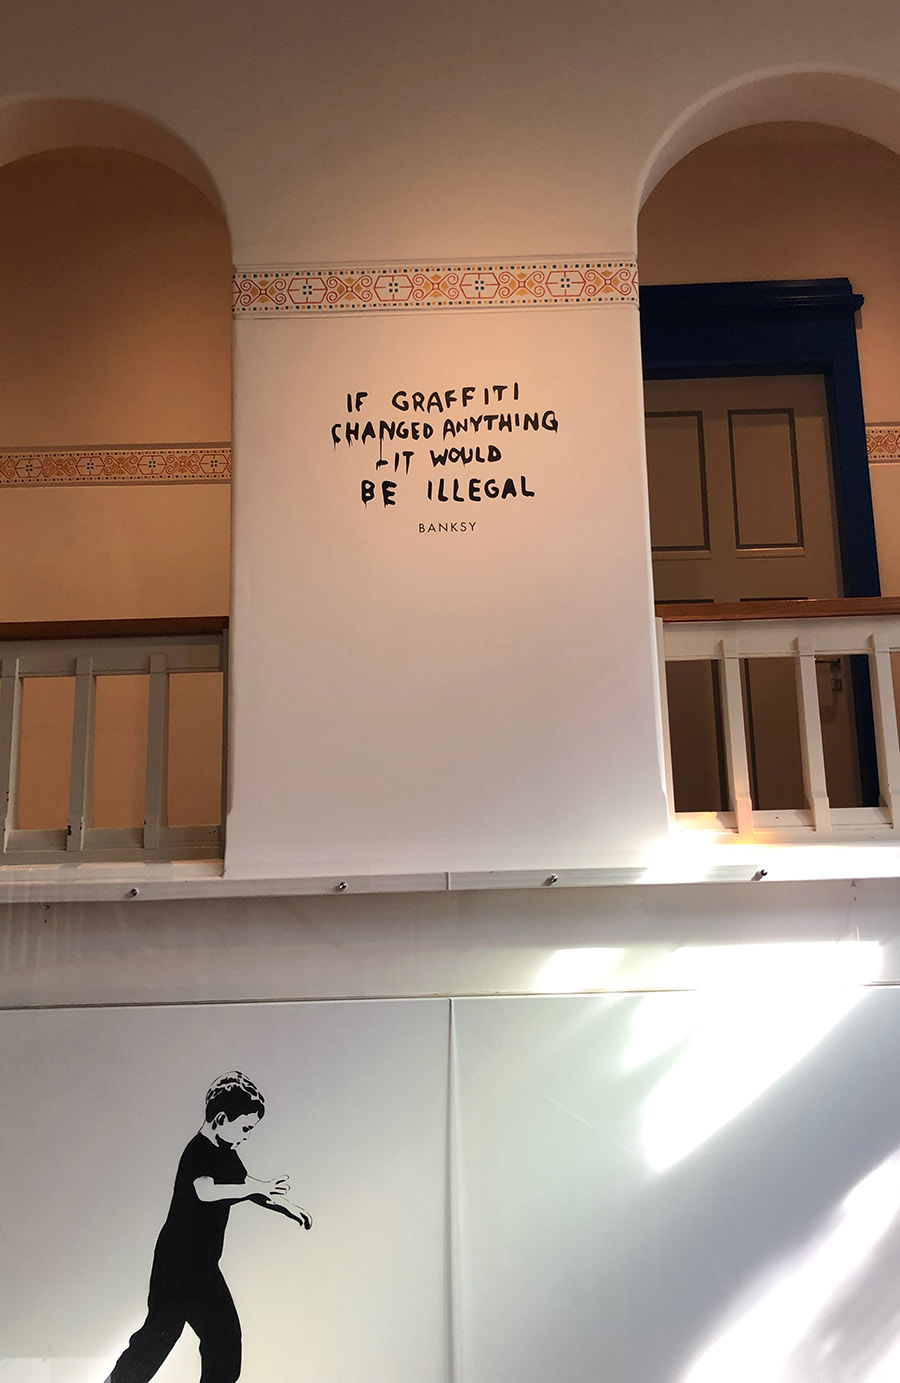 IF GRAFFITI
CHANGED ANYTHING
-IT WOULD
BE ILLEGAL
BANKSY